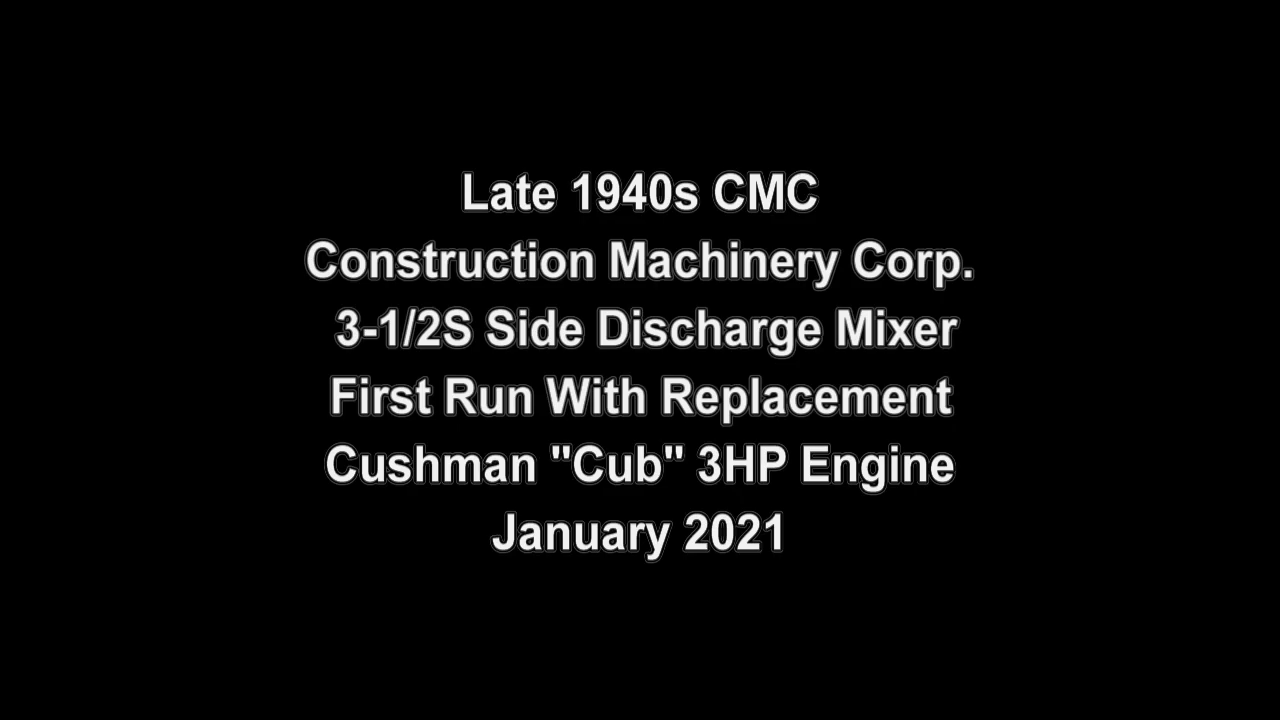 Late 1940s CMC
Construction Machinery Corp.
3-1/2S Side Discharge Mixer
First Run With Replacement
Cushman "Cub" 3HP Engine
January 2021